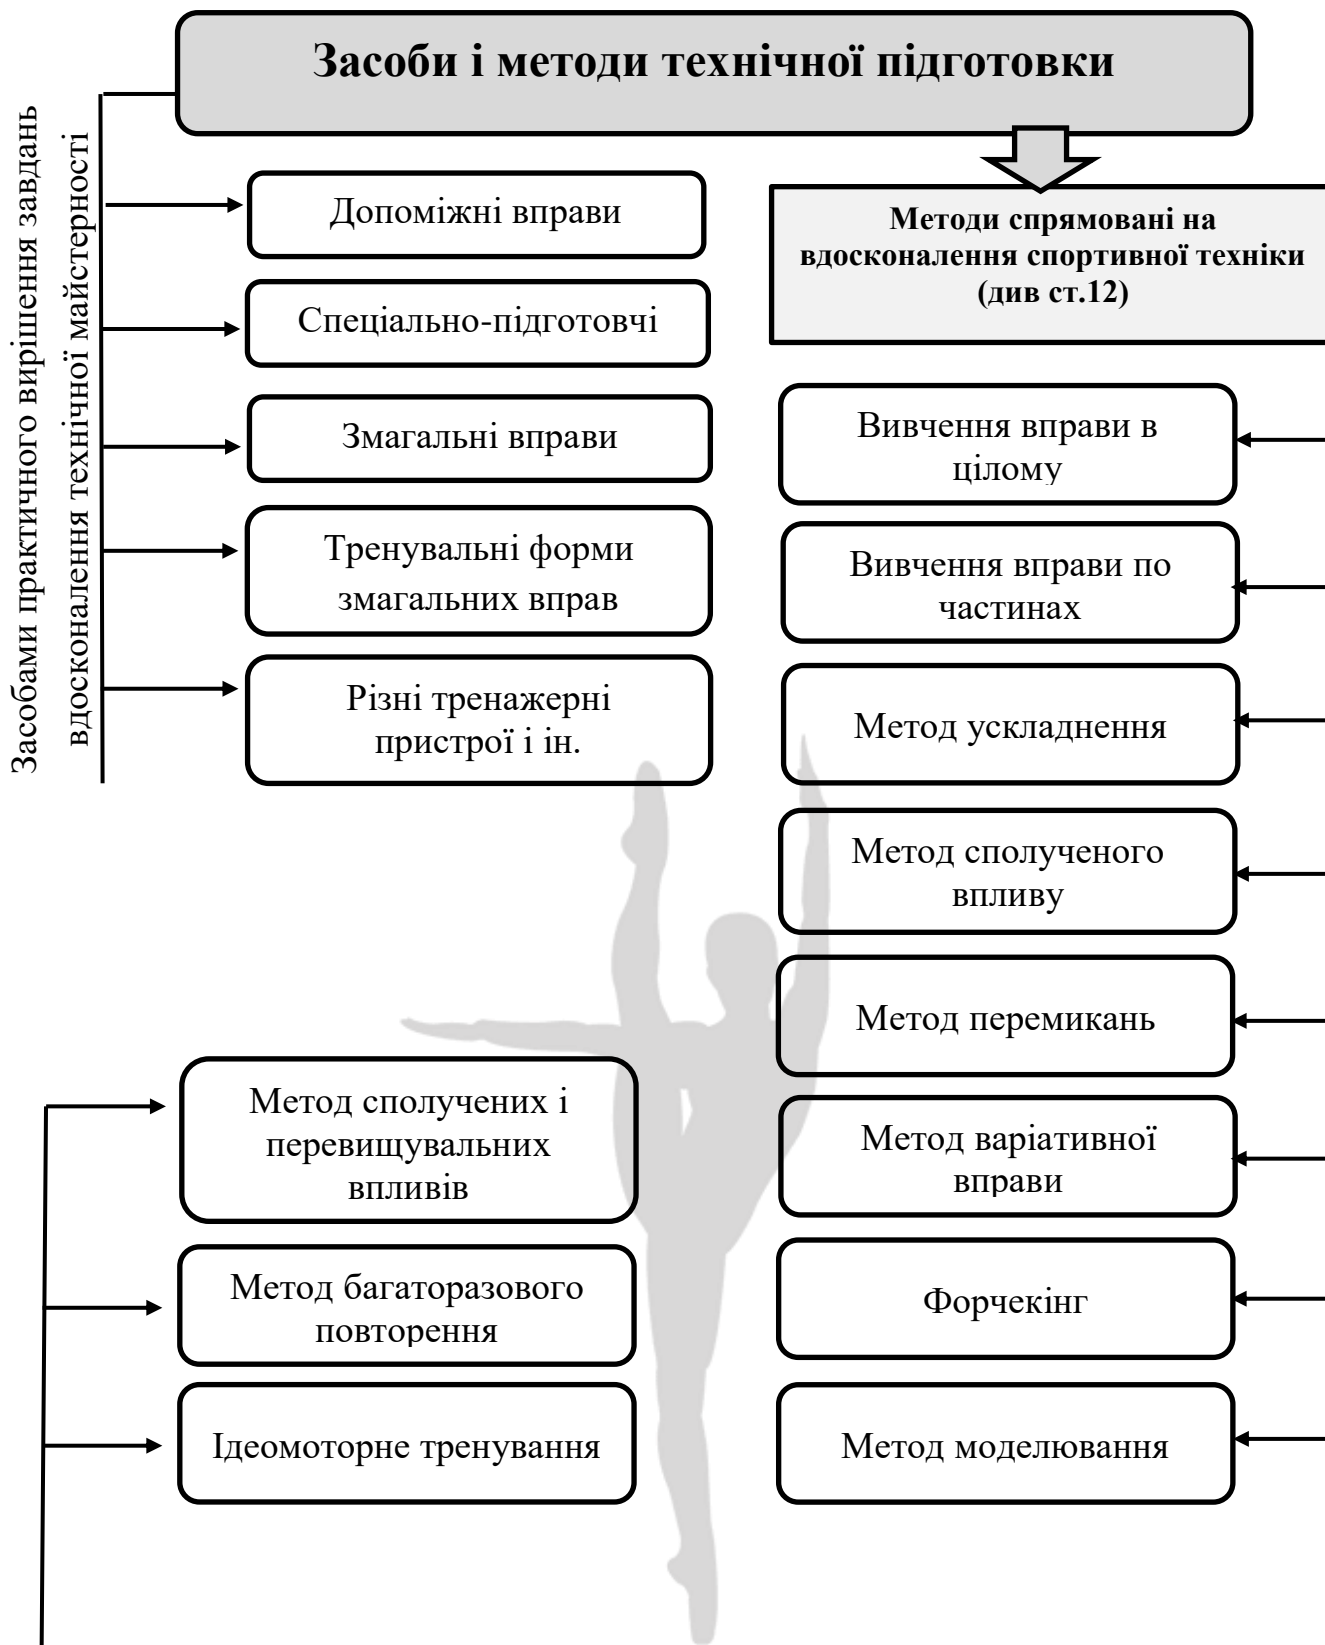 Засоби і методи технічної підготовки
Засобами практичного вирішення завдань
вдосконалення технічної майстерності
Допоміжні вправи
Спеціально-підготовчі
Змагальні вправи
Тренувальні форми
змагальних вправ
Різні тренажерні
пристрої і ін.
Методи спрямовані на
вдосконалення спортивної техніки
(див ст.12)
Вивчення вправи в
цілому
Вивчення вправи по
частинах
Метод ускладнення
Метод сполученого
впливу
Метод перемикань
Метод варіативної
вправи
Форчекінг
Метод моделювання
Метод сполучених і
перевищувальних
впливів
Метод багаторазового
повторення
Ідеомоторне тренування